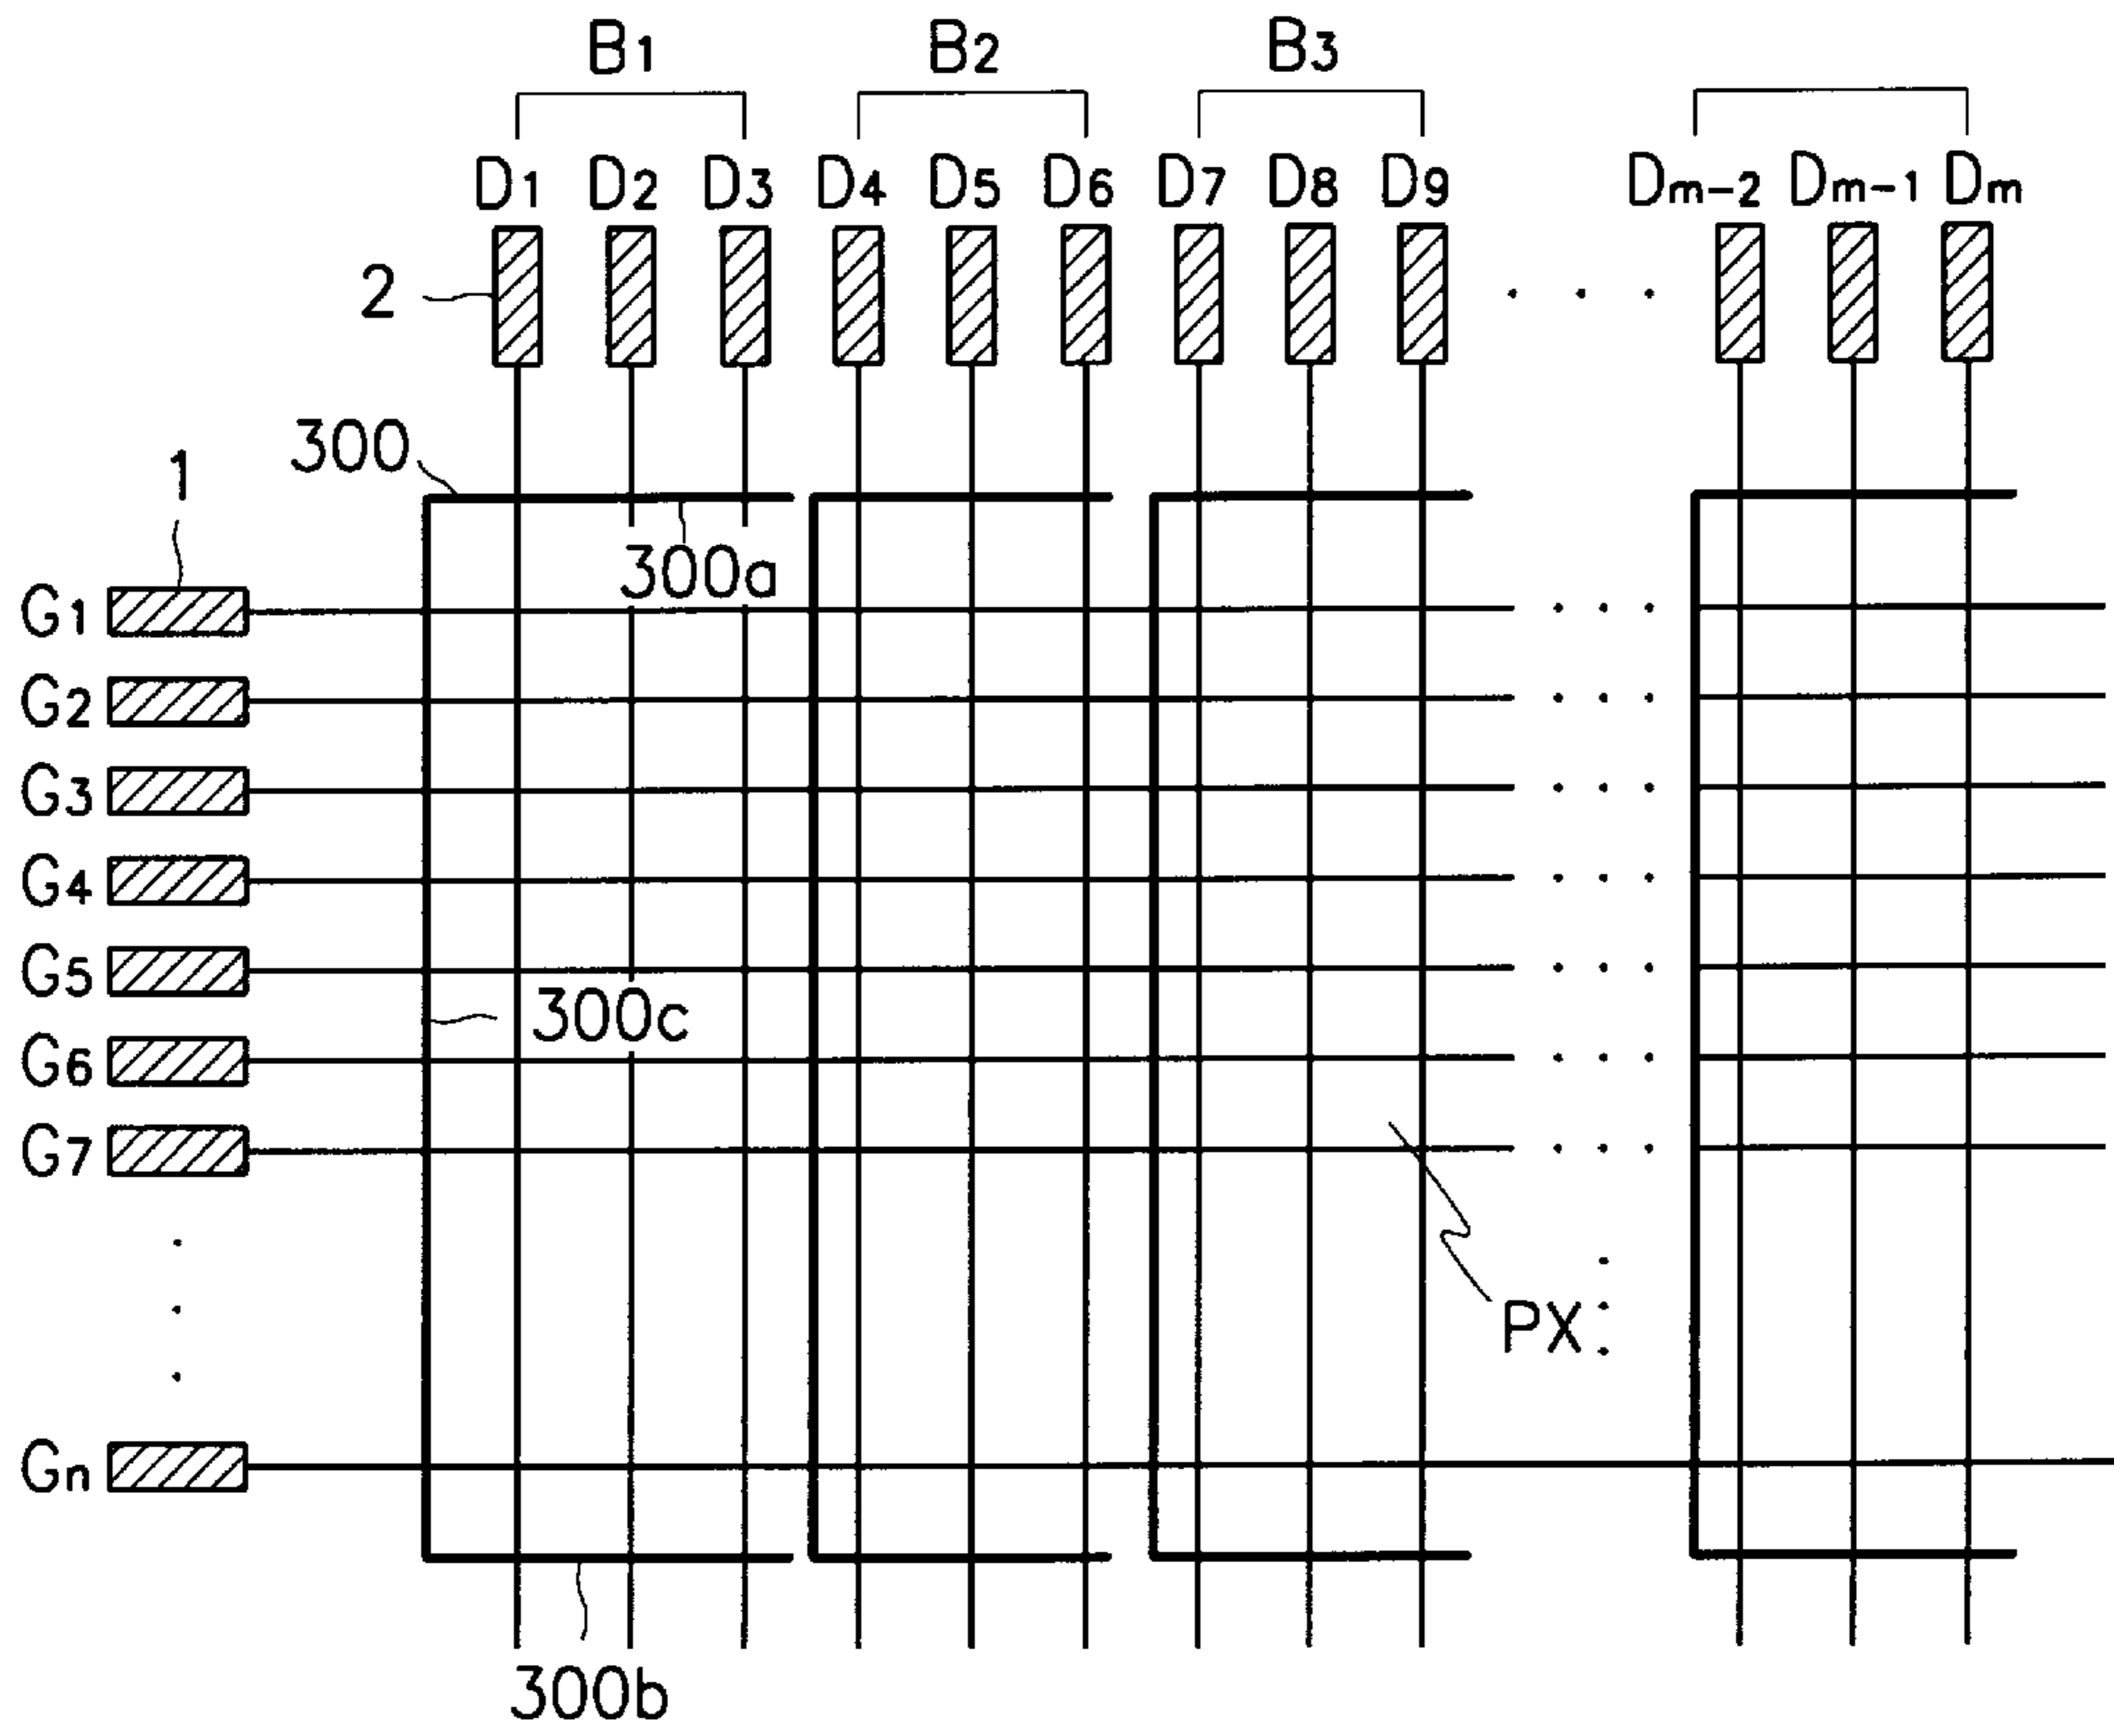 B1 B2 B3
D1 D2 D3 D4 D5 D6 D7 D8 D9 Dm-2 Dm-1 Dm
2
300
1
300a
G1
G2
G3
G4
G5
300c
G6
G7
PX
Gn
300b